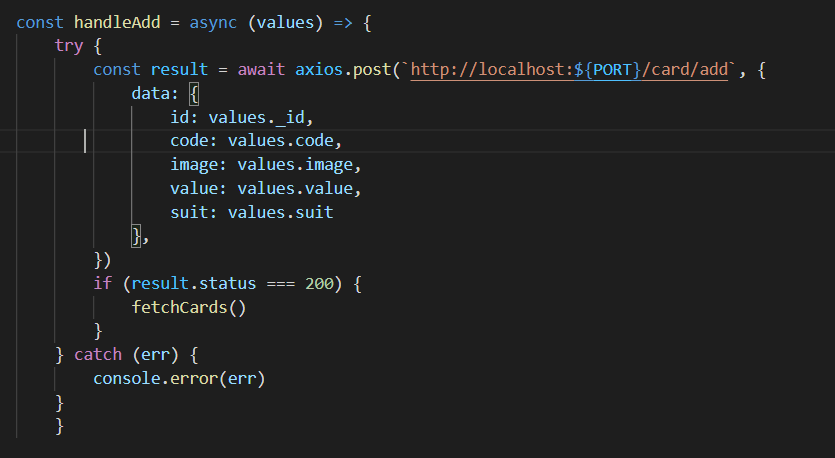 const handleAdd = async (values) => {
    try {
        const result = await axios.post(`http://localhost:${PORT}/card/add`, {
            data: {
                id: values._id,
                code: values.code,
                image: values.image,
                value: values.value,
                suit: values.suit
            },
        })
        if (result.status === 200) {
            fetchCards()
        }
    } catch (err) {
        console.error(err)
    }
    }